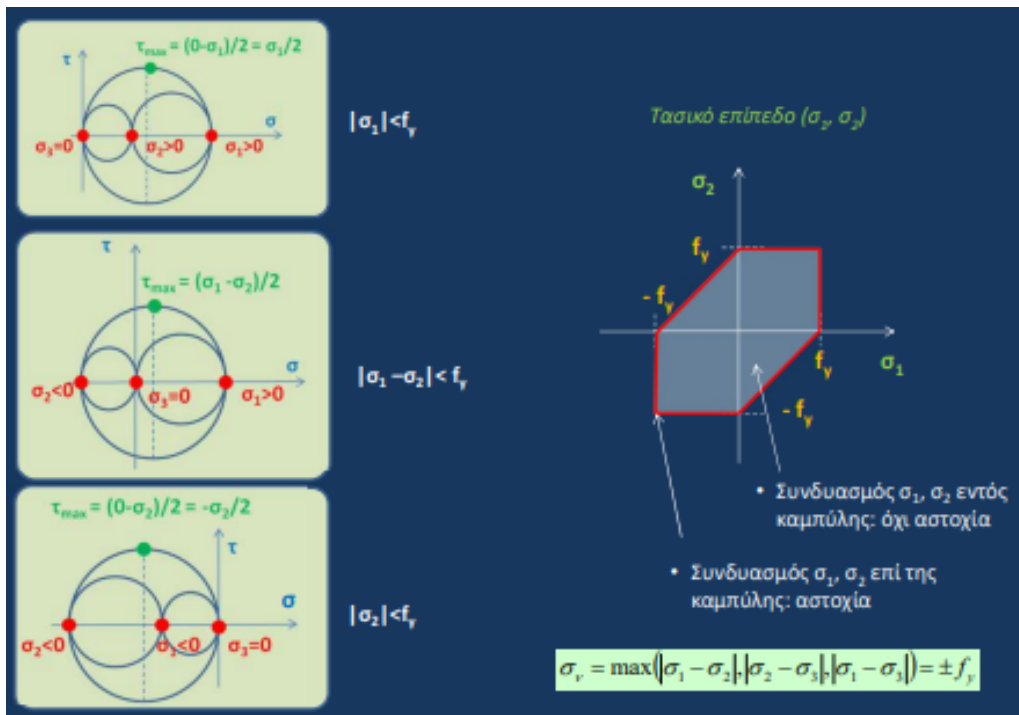 τmax = (0-σ1)/2 = σ1/2
τ
σ
σ3=0
σ2>0
σ1>0
|σ1|<fy
τ
τmax = (σ1 -σ2)/2
σ
σ2<0
σ3=0
σ1>0
|σ1 –σ2|< fy
τmax = (0-σ2)/2 = -σ2/2
τ
σ
σ2<0
σ1<0
σ3=0
|σ2|<fy
Τασικό επίπεδο (σ2, σ2)
σ2
fy
- fy
σ1
fy
- fy
• Συνδυασμός σ1, σ2 εντός
καμπύλης: όχι αστοχία
• Συνδυασμός σ1, σ2 επί της
καμπύλης: αστοχία
σv = max(|σ1 − σ2|,|σ2 − σ3|,|σ1 − σ3|) = ± fy